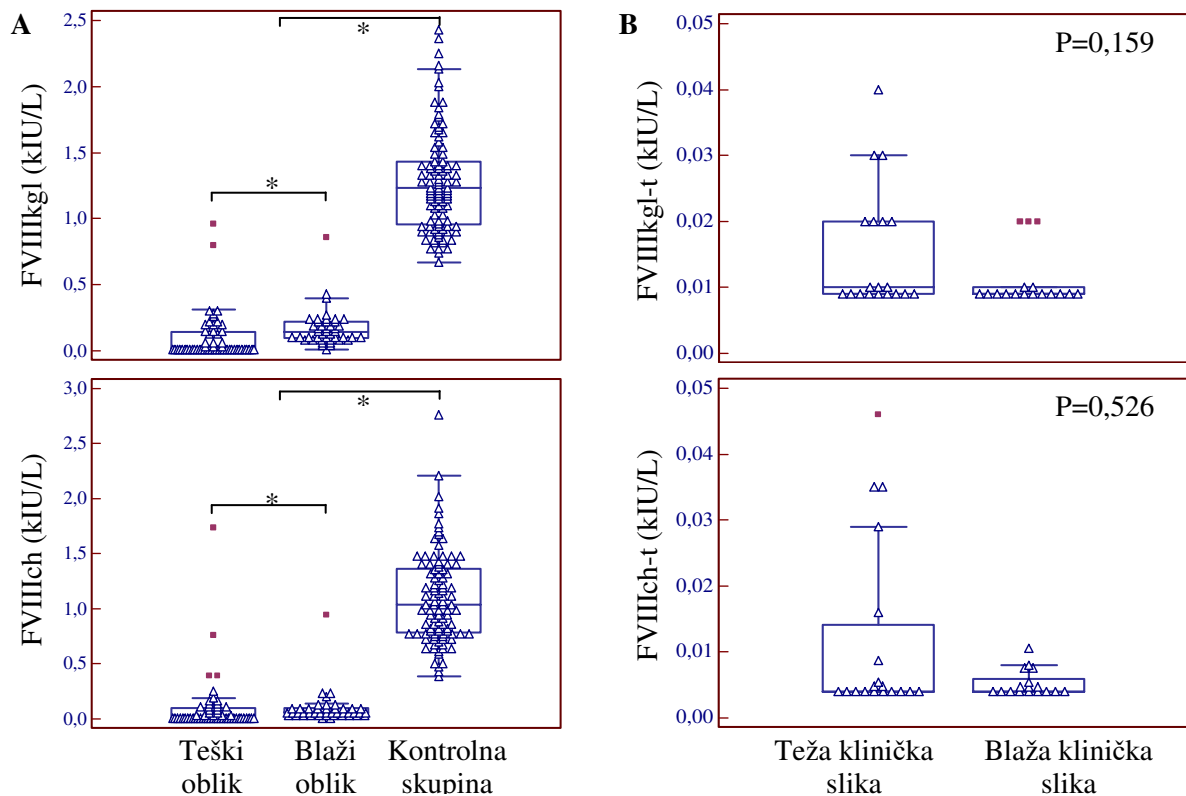 A
FVIIIkgl (kIU/L)
2,5
2,0
1,5
1,0
0,5
0,0
*
*
FVIIIch (kIU/L)
3,0
2,5
2,0
1,5
1,0
0,5
0,0
*
*
Teški
oblik
Blaži
oblik
Kontrolna
skupina
B
FVIIIkgl-t (kIU/L)
0,05
0,04
0,03
0,02
0,01
0,00
P=0,159
FVIIIch-t (kIU/L)
0,05
0,04
0,03
0,02
0,01
0,00
P=0,526
Teža klinička
slika
Blaža klinička
slika